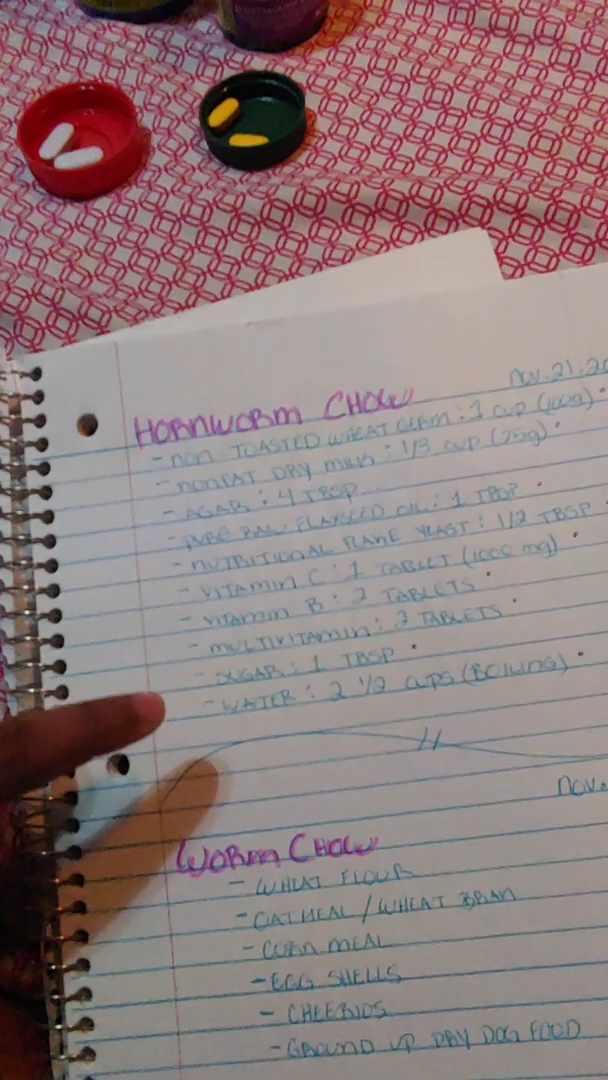 Nov. 21. 20
HORNWORM CHOW
- NON-TOASTED WHEAT GERM : 1 CUP (100g)
- NONFAT DRY MILK : 1/3 CUP (25g)
- AGAR : 4 TBSP
- PURE RAW FLAXSEED OIL : 1 TBSP
- NUTRITIONAL FLAKE YEAST : 1/2 TBSP
- VITAMIN C : 1 TABLET (1000 mg)
- VITAMIN B : 2 TABLETS
- MULTIVITAMIN : 2 TABLETS
- SUGAR : 1 TBSP
- WATER : 2 1/2 CUPS (BOILING)
Nov.
WORM CHOW
- WHEAT FLOUR
- OATMEAL / WHEAT BRAN
- CORN MEAL
- EGG SHELLS
- CHEERIOS
- GROUND UP DRY DOG FOOD